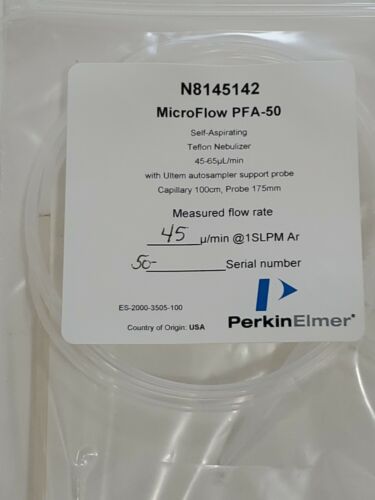 N8145142
MicroFlow PFA-50
Self-Aspirating
Teflon Nebulizer
45-65µL/min
with Ultem autosampler support probe
Capillary 100cm, Probe 175mm
Measured flow rate
45 µ/min @1SLPM Ar
50- Serial number
ES-2000-3505-100
Country of Origin: USA
PerkinElmer®